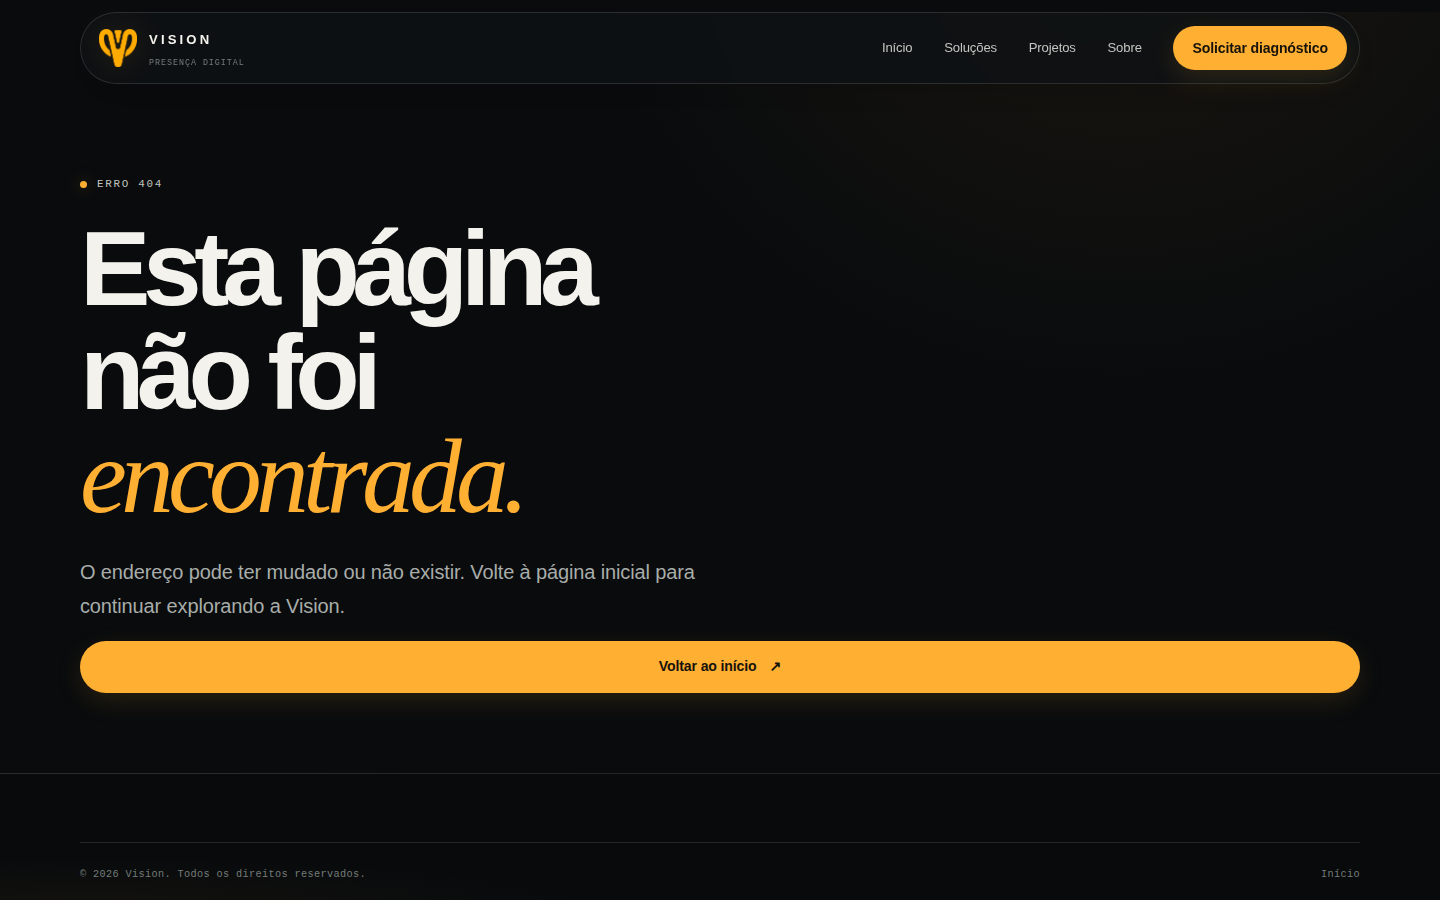 VISION
PRESENÇA DIGITAL
Início
Soluções
Projetos
Sobre
Solicitar diagnóstico
ERRO 404
Esta página
não foi
encontrada.
O endereço pode ter mudado ou não existir. Volte à página inicial para
continuar explorando a Vision.
Voltar ao início ↗
© 2026 Vision. Todos os direitos reservados.
Início